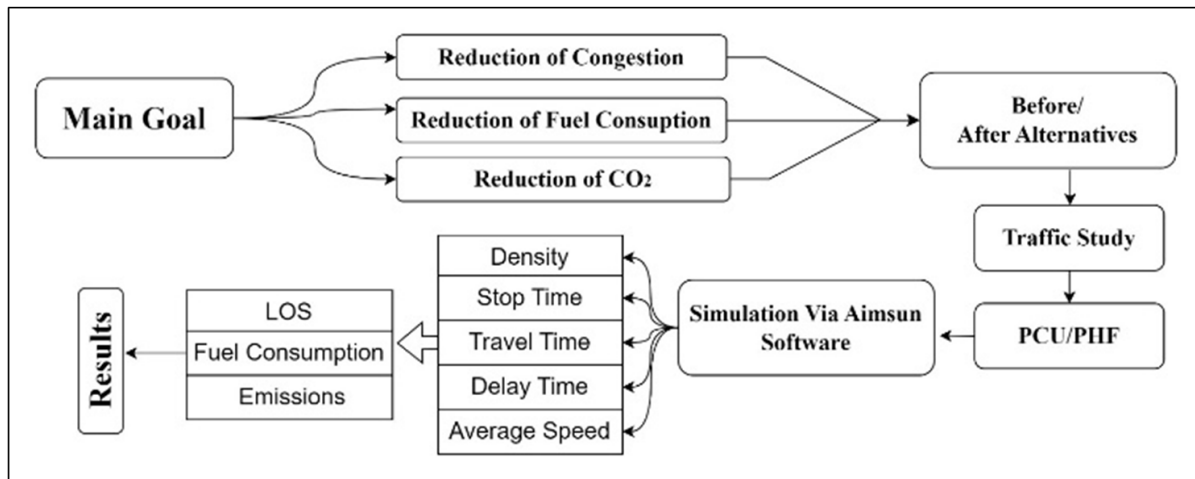 Main Goal
Reduction of Congestion
Reduction of Fuel Consuption
Reduction of CO₂
Before/
After Alternatives
Traffic Study
PCU/PHF
Simulation Via Aimsun
Software
Density
Stop Time
Travel Time
Delay Time
Average Speed
LOS
Fuel Consumption
Emissions
Results